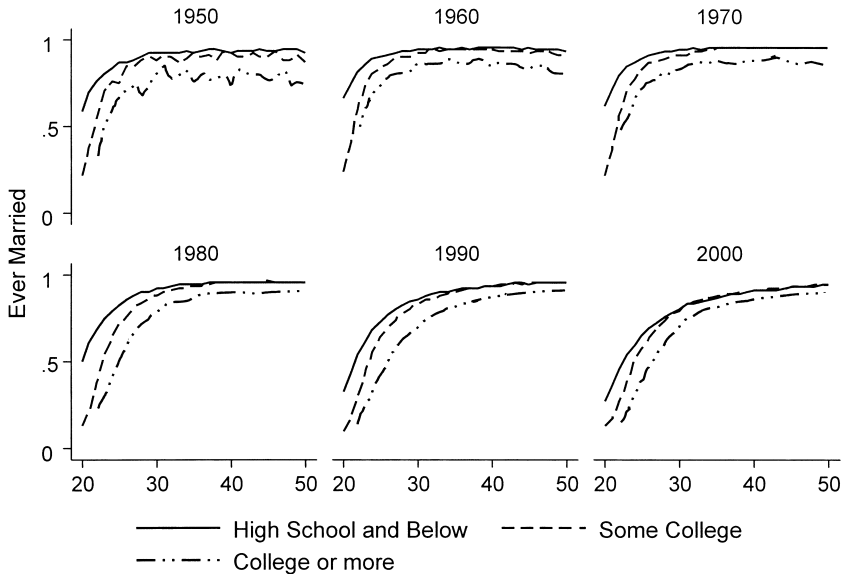 1950 1960 1970
1
.5
0
1980 1990 2000
1
.5
0
Ever Married
20 30 40 50 20 30 40 50 20 30 40 50
High School and Below Some College
College or more